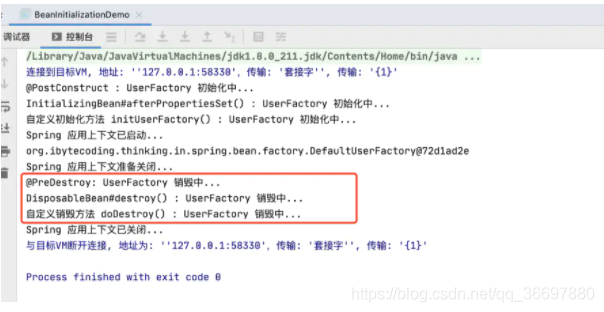 BeanInitializationDemo
调试器
控制台
/Library/Java/JavaVirtualMachines/jdk1.8.0_211.jdk/Contents/Home/bin/java ...
连接到目标VM, 地址: ''127.0.0.1:58330', 传输: '套接字'', 传输: '{1}'
@PostConstruct : UserFactory 初始化中...
InitializingBean#afterPropertiesSet() : UserFactory 初始化中...
自定义初始化方法 initUserFactory() : UserFactory 初始化中...
Spring 应用上下文已启动...
org.ibytecoding.thinking.in.spring.bean.factory.DefaultUserFactory@72d1ad2e
Spring 应用上下文准备关闭...
@PreDestroy: UserFactory 销毁中...
DisposableBean#destroy() : UserFactory 销毁中...
自定义销毁方法 doDestroy() : UserFactory 销毁中...
Spring 应用上下文已关闭...
与目标VM断开连接, 地址为: ''127.0.0.1:58330', 传输: '套接字'', 传输: '{1}'
Process finished with exit code 0
https://blog.csdn.net/qq_36697880